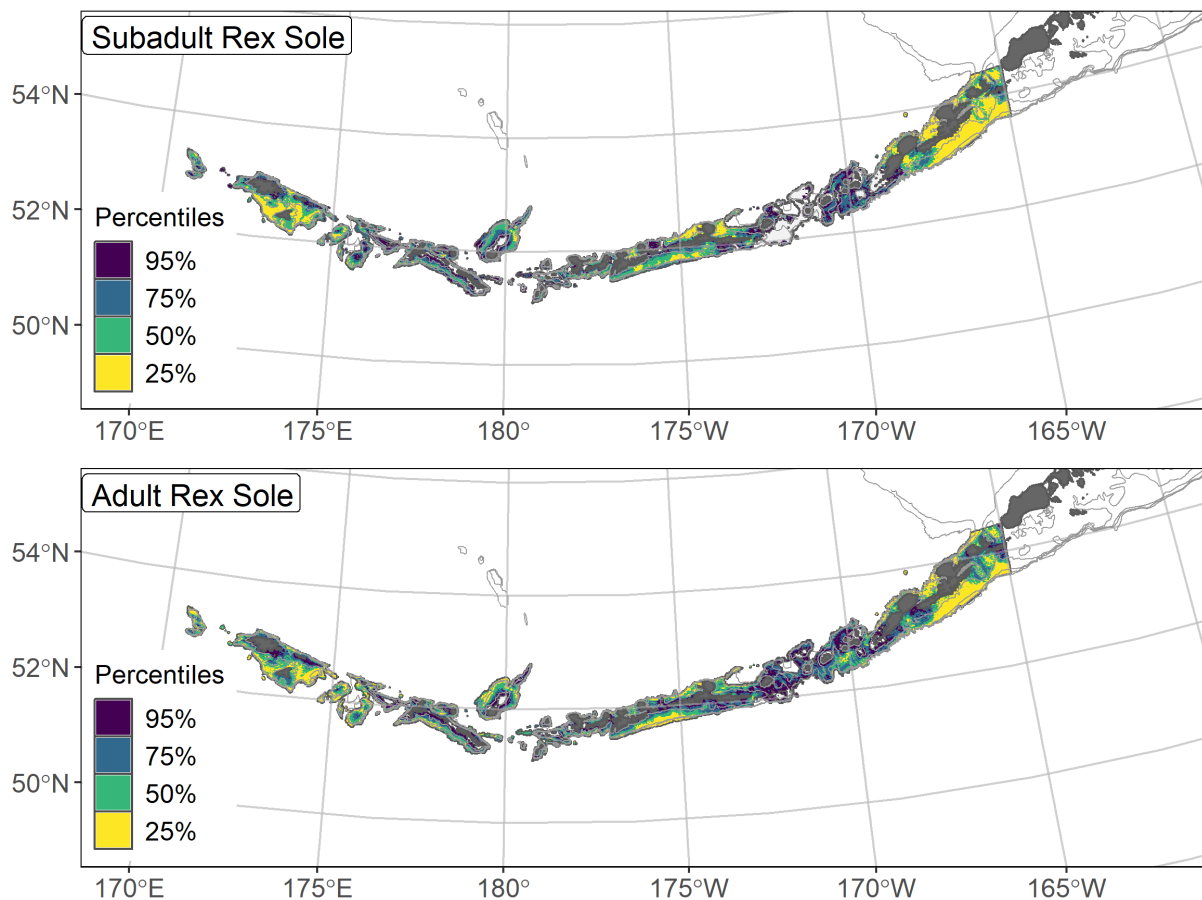 Subadult Rex Sole
54°N
52°N
50°N
Percentiles
95%
75%
50%
25%
170°E
175°E
180°
175°W
170°W
165°W
Adult Rex Sole
54°N
52°N
50°N
Percentiles
95%
75%
50%
25%
170°E
175°E
180°
175°W
170°W
165°W